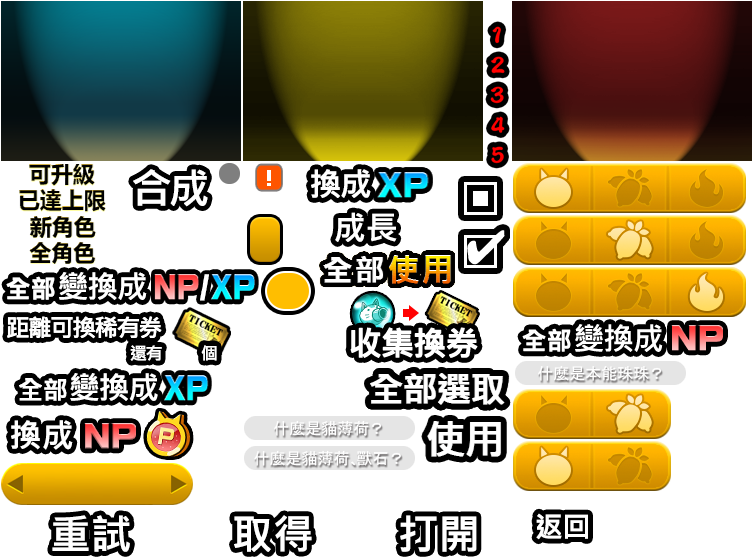 1
2
3
4
5
可升級
已達上限
新角色
全角色
合成
!
換成XP
成長
全部使用
全部變換成NP/XP
距離可換稀有券
還有 個
TICKET
TICKET
收集換券
全部變換成NP
什麼是本能珠珠？
全部變換成XP
全部選取
換成NP
P
什麼是貓薄荷？
使用
什麼是貓薄荷、獸石？
重試
取得
打開
返回